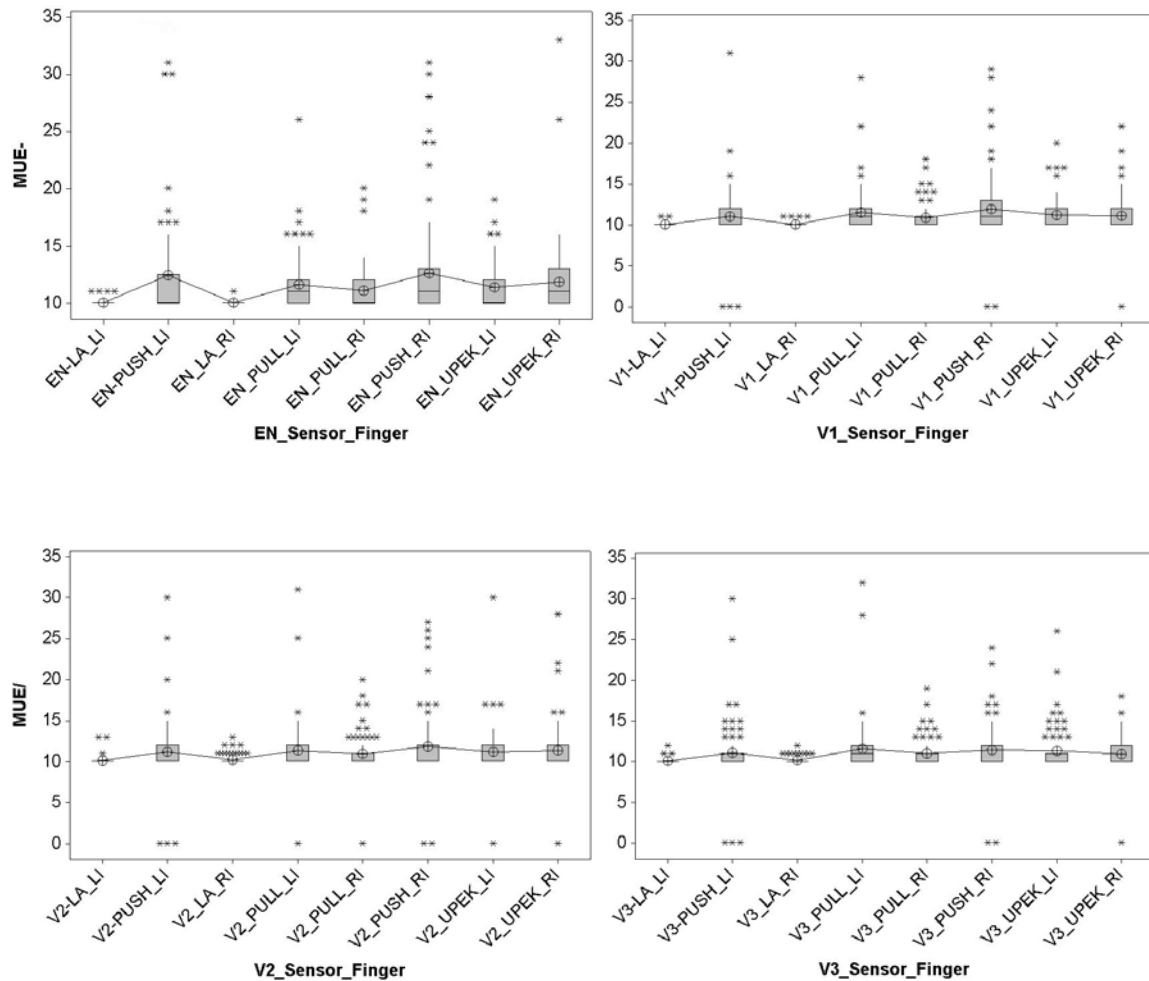 35
30
25
20
15
10
MUE-
EN-LA_LI
EN-PUSH_LI
EN_LA_RI
EN_PULL_LI
EN_PULL_RI
EN_PUSH_RI
EN_UPEK_LI
EN_UPEK_RI
EN_Sensor_Finger
35
30
25
20
15
10
5
0
V1-LA_LI
V1-PUSH_LI
V1_LA_RI
V1_PULL_LI
V1_PULL_RI
V1_PUSH_RI
V1_UPEK_LI
V1_UPEK_RI
V1_Sensor_Finger
35
30
25
20
15
10
5
0
MUE/
V2-LA_LI
V2-PUSH_LI
V2_LA_RI
V2_PULL_LI
V2_PULL_RI
V2_PUSH_RI
V2_UPEK_LI
V2_UPEK_RI
V2_Sensor_Finger
35
30
25
20
15
10
5
0
V3-LA_LI
V3-PUSH_LI
V3_LA_RI
V3_PULL_LI
V3_PULL_RI
V3_PUSH_RI
V3_UPEK_LI
V3_UPEK_RI
V3_Sensor_Finger